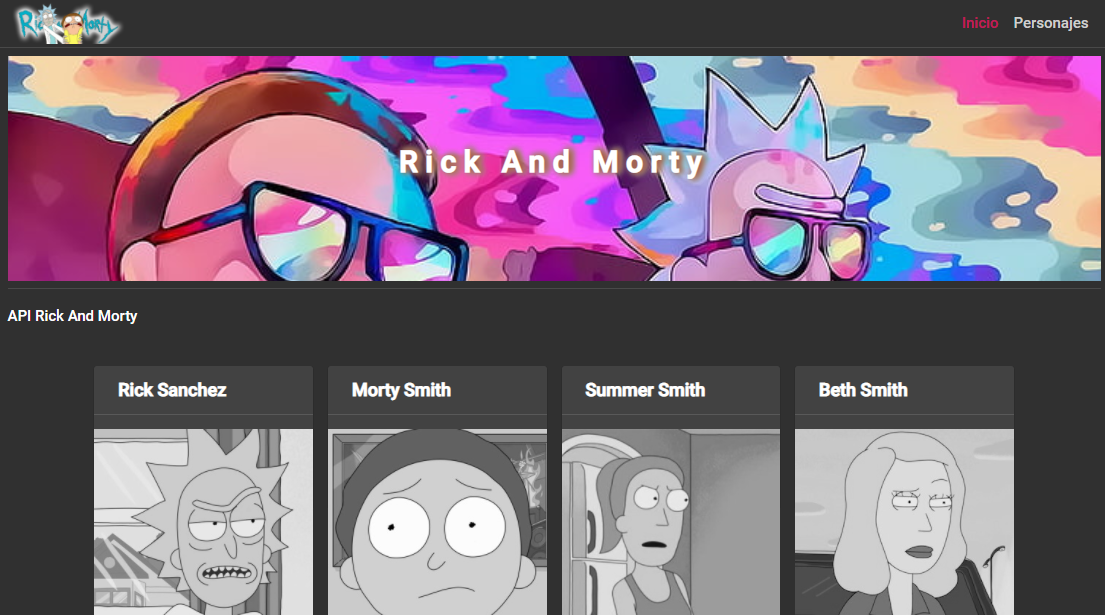 Rick and Morty
Inicio
Personajes
Rick And Morty
API Rick And Morty
Rick Sanchez
Morty Smith
Summer Smith
Beth Smith